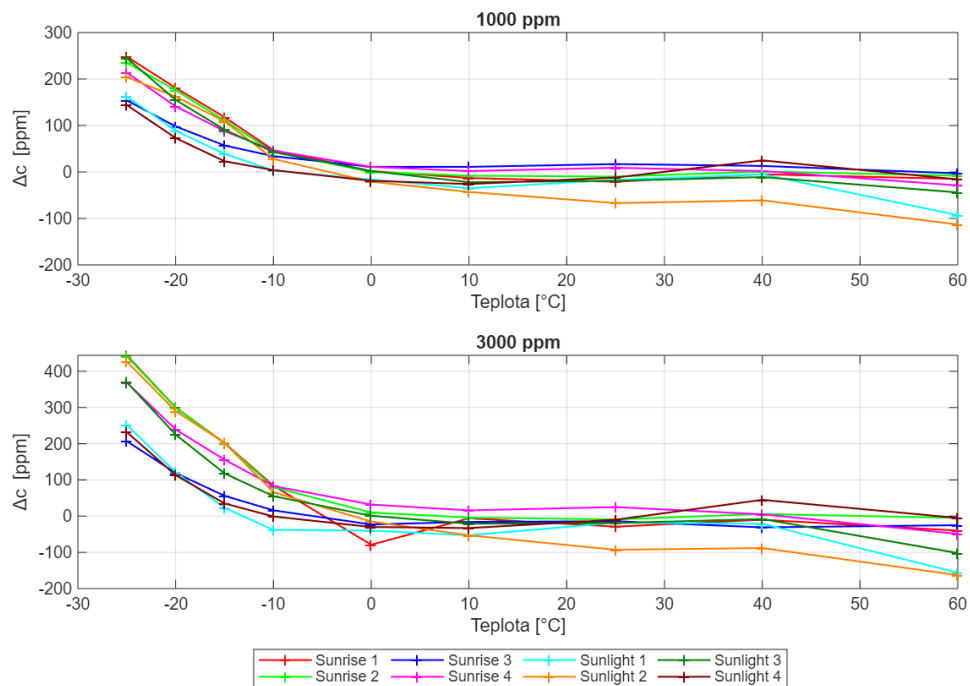 1000 ppm
300
200
100
0
-100
-200
Δc [ppm]
-30 -20 -10 0 10 20 30 40 50 60
Teplota [°C]
3000 ppm
400
300
200
100
0
-100
-200
Δc [ppm]
-30 -20 -10 0 10 20 30 40 50 60
Teplota [°C]
Sunrise 1 Sunrise 3 Sunlight 1 Sunlight 3
Sunrise 2 Sunrise 4 Sunlight 2 Sunlight 4